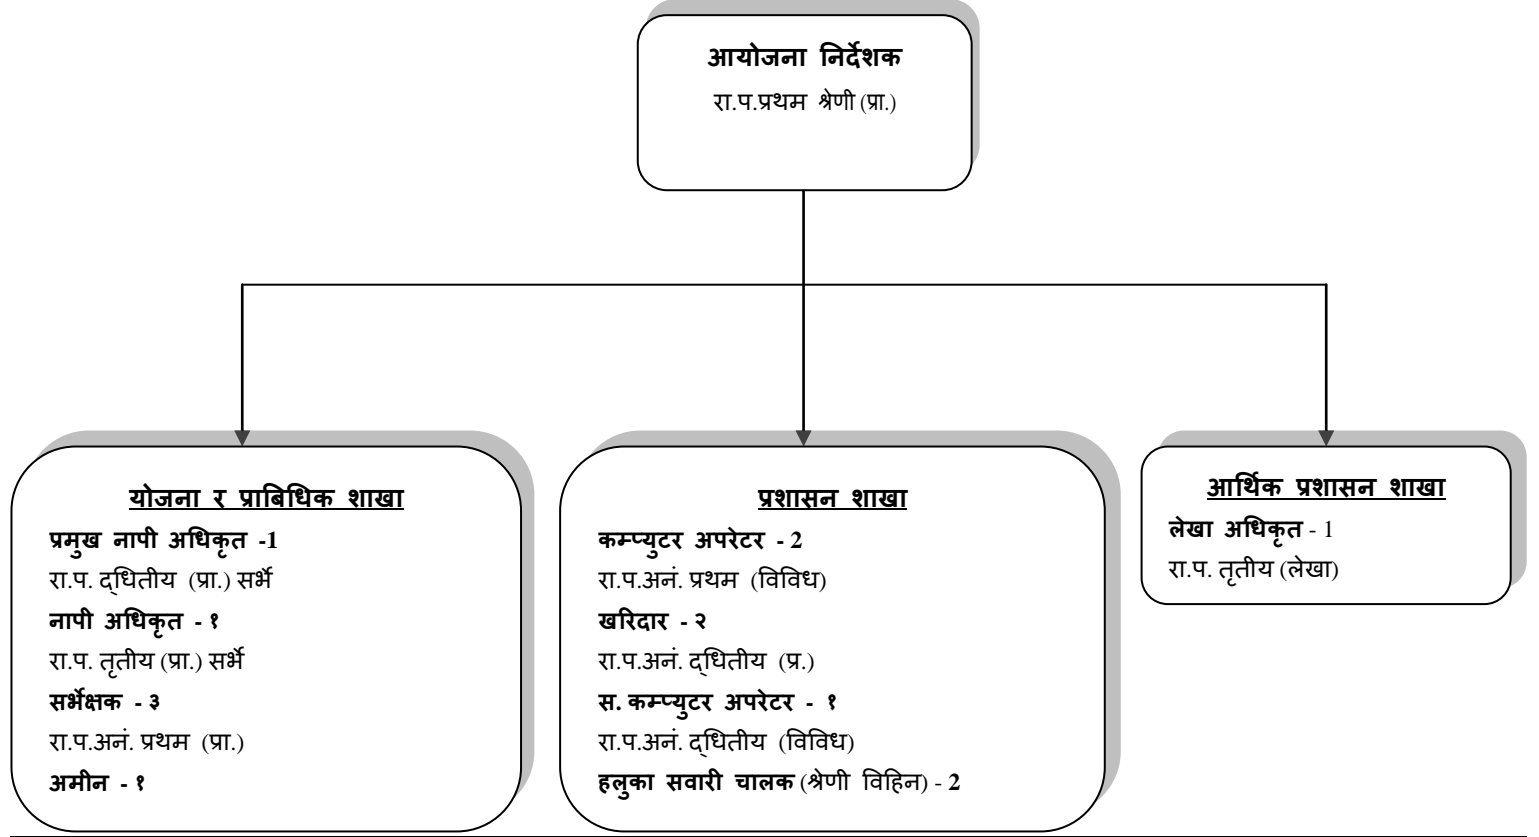 आयोजना निर्देशक
रा.प.प्रथम श्रेणी (प्रा.)
योजना र प्राबिधिक शाखा
प्रमुख नापी अधिकृत -1
रा.प. द्धितीय (प्रा.) सर्भे
नापी अधिकृत - १
रा.प. तृतीय (प्रा.) सर्भे
सर्भेक्षक - ३
रा.प.अनं. प्रथम (प्रा.)
अमीन - १
प्रशासन शाखा
कम्प्युटर अपरेटर - 2
रा.प.अनं. प्रथम (विविध)
खरिदार - २
रा.प.अनं. द्धितीय (प्र.)
स. कम्प्युटर अपरेटर - १
रा.प.अनं. द्धितीय (विविध)
हलुका सवारी चालक (श्रेणी विहिन) - 2
आर्थिक प्रशासन शाखा
लेखा अधिकृत - 1
रा.प. तृतीय (लेखा)